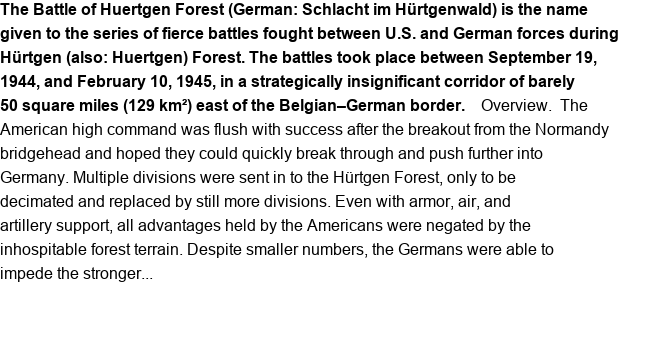 The Battle of Huertgen Forest (German: Schlacht im Hürtgenwald) is the name
given to the series of fierce battles fought between U.S. and German forces during
Hürtgen (also: Huertgen) Forest. The battles took place between September 19,
1944, and February 10, 1945, in a strategically insignificant corridor of barely
50 square miles (129 km²) east of the Belgian–German border. Overview. The
American high command was flush with success after the breakout from the Normandy
bridgehead and hoped they could quickly break through and push further into
Germany. Multiple divisions were sent in to the Hürtgen Forest, only to be
decimated and replaced by still more divisions. Even with armor, air, and
artillery support, all advantages held by the Americans were negated by the
inhospitable forest terrain. Despite smaller numbers, the Germans were able to
impede the stronger...